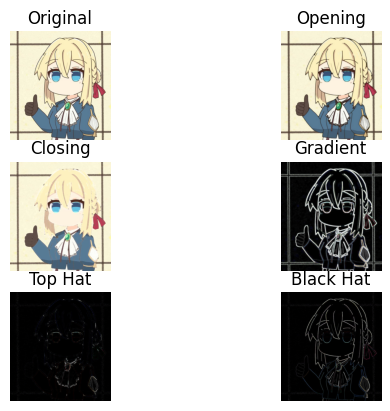 Original
Opening
Closing
Gradient
Top Hat
Black Hat